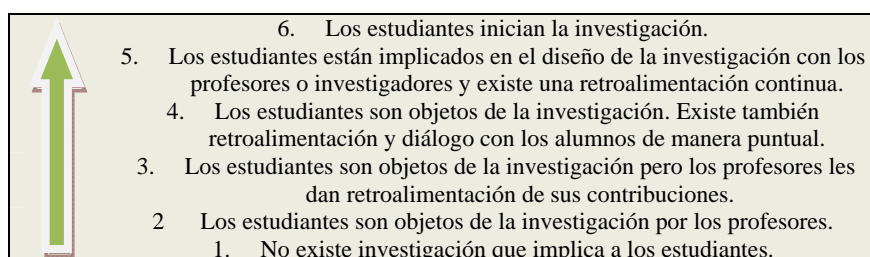 6. Los estudiantes inician la investigación.
5. Los estudiantes están implicados en el diseño de la investigación con los
profesores o investigadores y existe una retroalimentación continua.
4. Los estudiantes son objetos de la investigación. Existe también
retroalimentación y diálogo con los alumnos de manera puntual.
3. Los estudiantes son objetos de la investigación pero los profesores les
dan retroalimentación de sus contribuciones.
2 Los estudiantes son objetos de la investigación por los profesores.
1. No existe investigación que implica a los estudiantes.